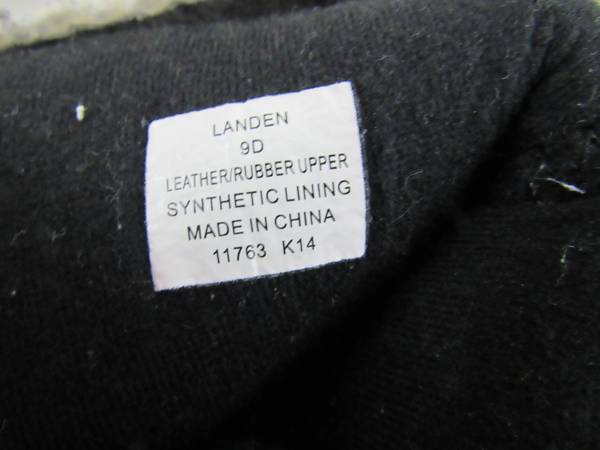 LANDEN
9D
LEATHER/RUBBER UPPER
SYNTHETIC LINING
MADE IN CHINA
11763 K14